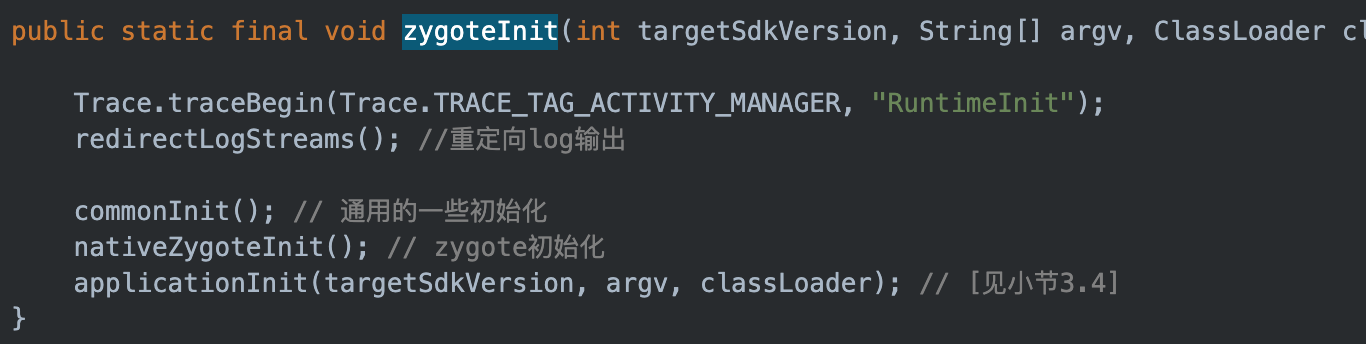 public static final void zygoteInit(int targetSdkVersion, String[] argv, ClassLoader cl
Trace.traceBegin(Trace.TRACE_TAG_ACTIVITY_MANAGER, "RuntimeInit");
redirectLogStreams(); //重定向log输出
commonInit(); // 通用的一些初始化
nativeZygoteInit(); // zygote初始化
applicationInit(targetSdkVersion, argv, classLoader); // [见小节3.4]
}